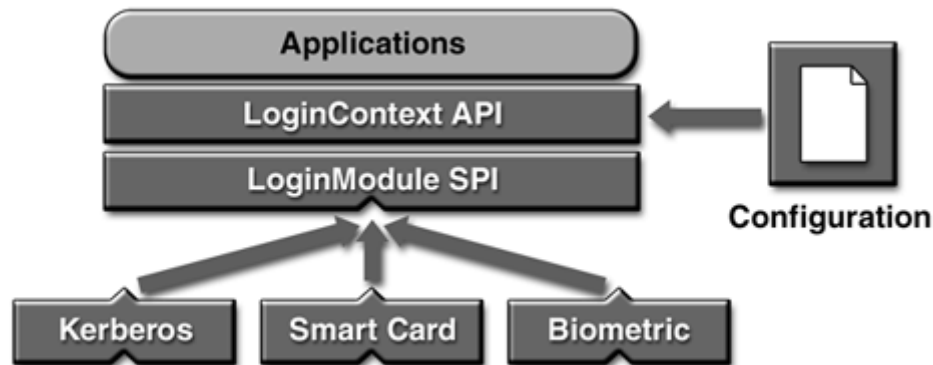 Applications
LoginContext API
LoginModule SPI
Configuration
Kerberos
Smart Card
Biometric